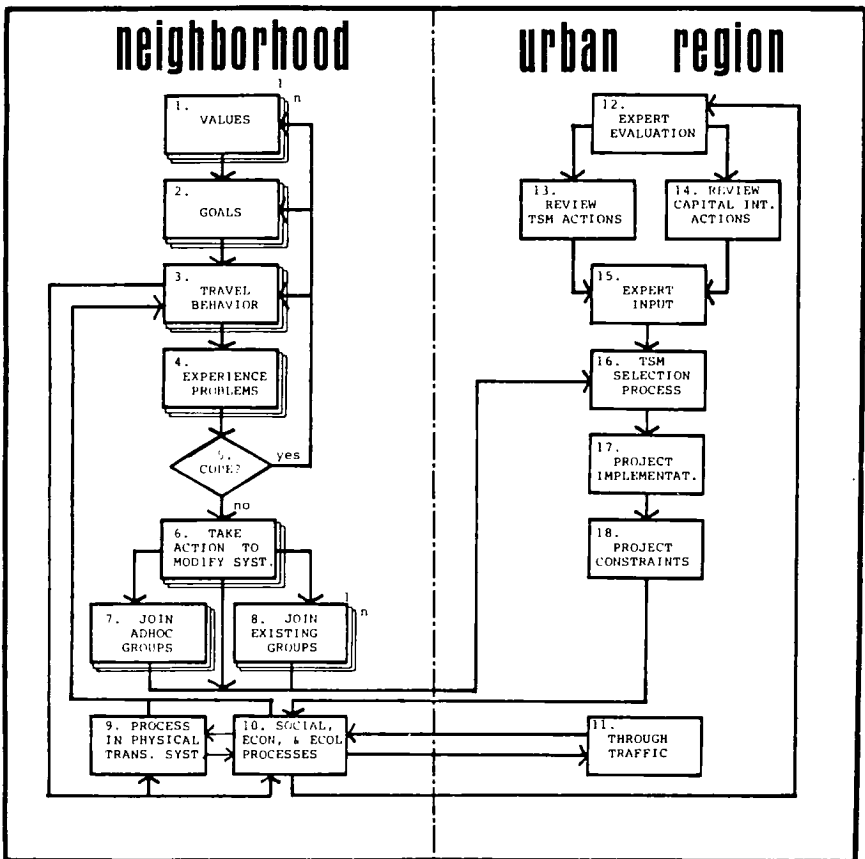 neighborhood
urban region
1
n
1.
VALUES
2.
GOALS
3.
TRAVEL
BEHAVIOR
4.
EXPERIENCE
PROBLEMS
5.
COPE?
yes
no
6. TAKE
ACTION TO
MODIFY SYST.
7. JOIN
ADHOC
GROUPS
1
n
8. JOIN
EXISTING
GROUPS
9. PROCESS
IN PHYSICAL
TRANS. SYST
10. SOCIAL,
ECON, & ECOL
PROCESSES
11.
THROUGH
TRAFFIC
12.
EXPERT
EVALUATION
13.
REVIEW
TSM ACTIONS
14. REVIEW
CAPITAL INT.
ACTIONS
15.
EXPERT
INPUT
16. TSM
SELECTION
PROCESS
17.
PROJECT
IMPLEMENTAT.
18.
PROJECT
CONSTRAINTS